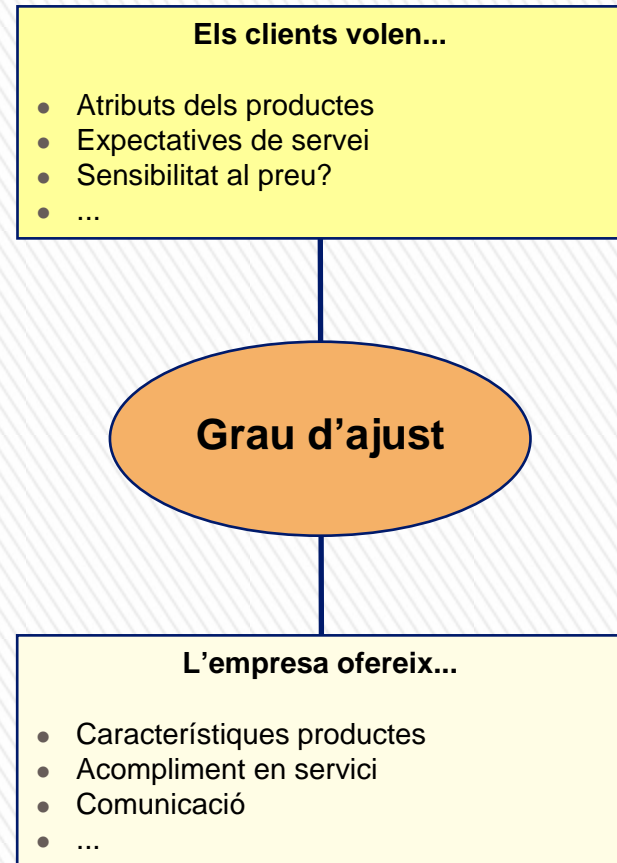 Els clients volen...
● Atributs dels productes
● Expectatives de servei
● Sensibilitat al preu?
● ...
Grau d’ajust
L’empresa ofereix...
● Característiques productes
● Acompliment en servici
● Comunicació
● ...